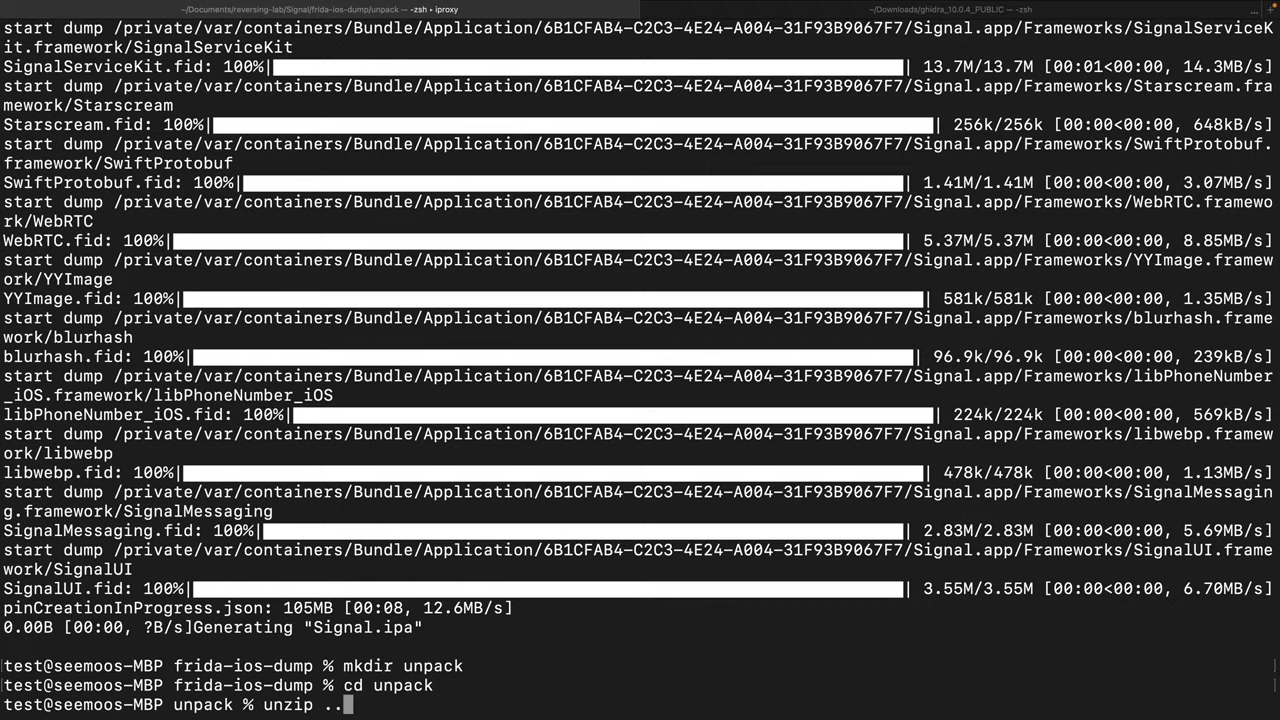 ~/Documents/reversing-lab/Signal/frida-ios-dump/unpack — -zsh ▸ iproxy
~/Downloads/ghidra_10.0.4_PUBLIC — -zsh
... +
start dump /private/var/containers/Bundle/Application/6B1CFAB4-C2C3-4E24-A004-31F93B9067F7/Signal.app/Frameworks/SignalServiceK
it.framework/SignalServiceKit
SignalServiceKit.fid: 100%| | 13.7M/13.7M [00:01<00:00, 14.3MB/s]
start dump /private/var/containers/Bundle/Application/6B1CFAB4-C2C3-4E24-A004-31F93B9067F7/Signal.app/Frameworks/Starscream.fra
mework/Starscream
Starscream.fid: 100%| | 256k/256k [00:00<00:00, 648kB/s]
start dump /private/var/containers/Bundle/Application/6B1CFAB4-C2C3-4E24-A004-31F93B9067F7/Signal.app/Frameworks/SwiftProtobuf.
framework/SwiftProtobuf
SwiftProtobuf.fid: 100%| | 1.41M/1.41M [00:00<00:00, 3.07MB/s]
start dump /private/var/containers/Bundle/Application/6B1CFAB4-C2C3-4E24-A004-31F93B9067F7/Signal.app/Frameworks/WebRTC.framewo
rk/WebRTC
WebRTC.fid: 100%| | 5.37M/5.37M [00:00<00:00, 8.85MB/s]
start dump /private/var/containers/Bundle/Application/6B1CFAB4-C2C3-4E24-A004-31F93B9067F7/Signal.app/Frameworks/YYImage.framew
ork/YYImage
YYImage.fid: 100%| | 581k/581k [00:00<00:00, 1.35MB/s]
start dump /private/var/containers/Bundle/Application/6B1CFAB4-C2C3-4E24-A004-31F93B9067F7/Signal.app/Frameworks/blurhash.frame
work/blurhash
blurhash.fid: 100%| | 96.9k/96.9k [00:00<00:00, 239kB/s]
start dump /private/var/containers/Bundle/Application/6B1CFAB4-C2C3-4E24-A004-31F93B9067F7/Signal.app/Frameworks/libPhoneNumber
_iOS.framework/libPhoneNumber_iOS
libPhoneNumber_iOS.fid: 100%| | 224k/224k [00:00<00:00, 569kB/s]
start dump /private/var/containers/Bundle/Application/6B1CFAB4-C2C3-4E24-A004-31F93B9067F7/Signal.app/Frameworks/libwebp.framew
ork/libwebp
libwebp.fid: 100%| | 478k/478k [00:00<00:00, 1.13MB/s]
start dump /private/var/containers/Bundle/Application/6B1CFAB4-C2C3-4E24-A004-31F93B9067F7/Signal.app/Frameworks/SignalMessagin
g.framework/SignalMessaging
SignalMessaging.fid: 100%| | 2.83M/2.83M [00:00<00:00, 5.69MB/s]
start dump /private/var/containers/Bundle/Application/6B1CFAB4-C2C3-4E24-A004-31F93B9067F7/Signal.app/Frameworks/SignalUI.frame
work/SignalUI
SignalUI.fid: 100%| | 3.55M/3.55M [00:00<00:00, 6.70MB/s]
pinCreationInProgress.json: 105MB [00:08, 12.6MB/s]
0.00B [00:00, ?B/s]Generating "Signal.ipa"
test@seemoos-MBP frida-ios-dump % mkdir unpack
test@seemoos-MBP frida-ios-dump % cd unpack
test@seemoos-MBP unpack % unzip ..